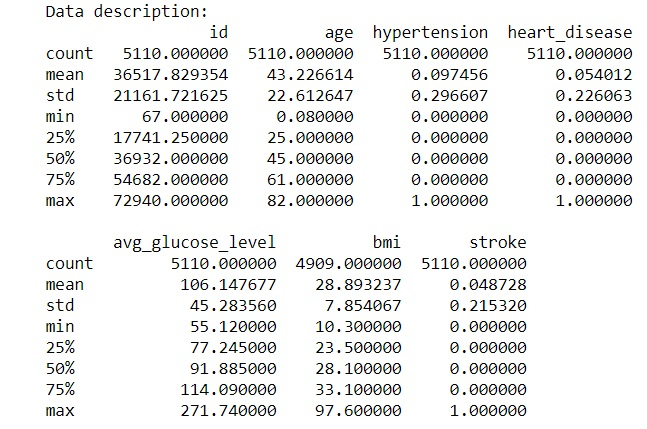 Data description:
id age hypertension heart_disease
count 5110.000000 5110.000000 5110.000000 5110.000000
mean 36517.829354 43.226614 0.097456 0.054012
std 21161.721625 22.612647 0.296607 0.226063
min 67.000000 0.080000 0.000000 0.000000
25% 17741.250000 25.000000 0.000000 0.000000
50% 36932.000000 45.000000 0.000000 0.000000
75% 54682.000000 61.000000 0.000000 0.000000
max 72940.000000 82.000000 1.000000 1.000000
avg_glucose_level bmi stroke
count 5110.000000 4909.000000 5110.000000
mean 106.147677 28.893237 0.048728
std 45.283560 7.854067 0.215320
min 55.120000 10.300000 0.000000
25% 77.245000 23.500000 0.000000
50% 91.885000 28.100000 0.000000
75% 114.090000 33.100000 0.000000
max 271.740000 97.600000 1.000000